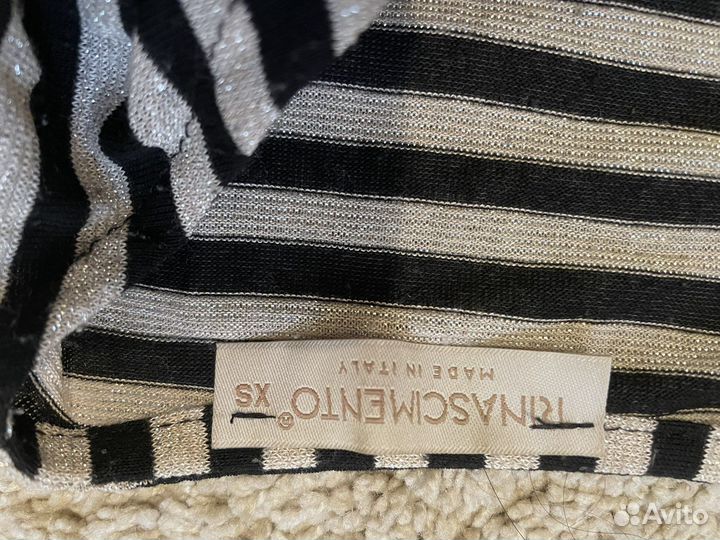 RINASCIMENTO®
MADE IN ITALY
XS
Avito